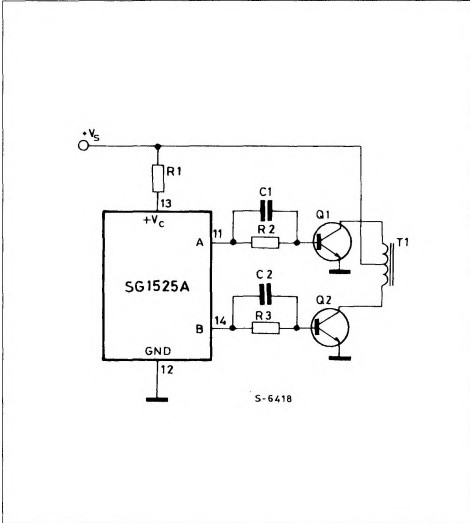 +Vs
R1
13
+Vc
C1
Q1
11
A
R2
T1
SG1525A
C2
Q2
14
B
R3
GND
12
S-6418